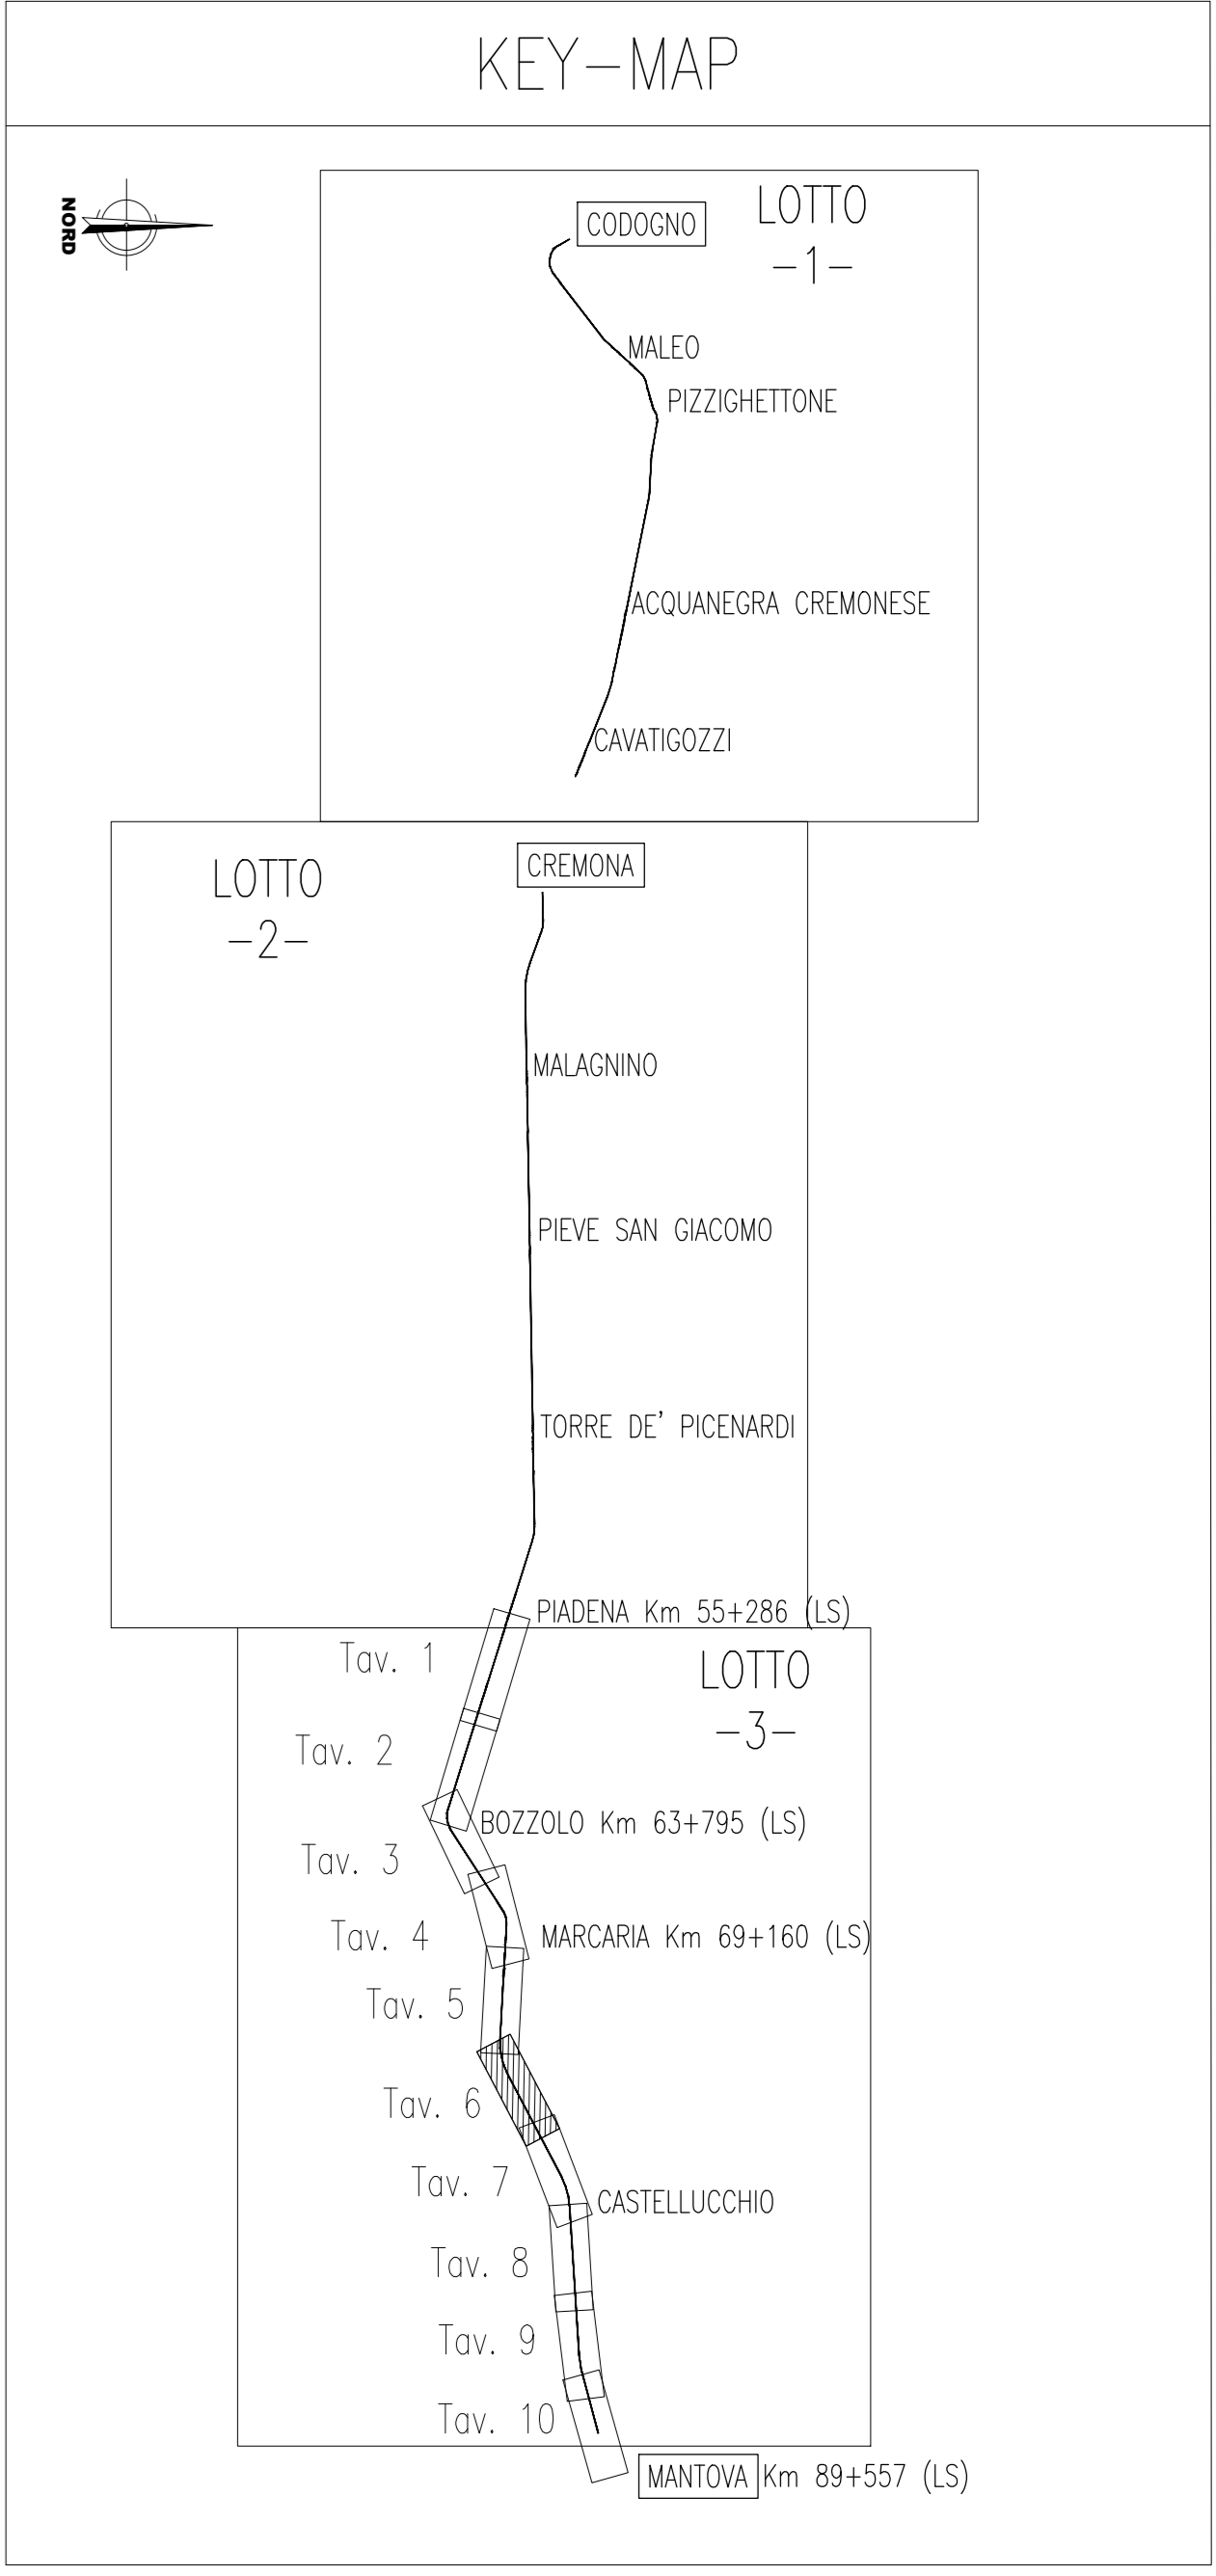 KEY-MAP
NORD
LOTTO
-1-
CODOGNO
MALEO
PIZZIGHETTONE
ACQUANEGRA CREMONESE
CAVATIGOZZI
LOTTO
-2-
CREMONA
MALAGNINO
PIEVE SAN GIACOMO
TORRE DE' PICENARDI
PIADENA Km 55+286 (LS)
Tav. 1
LOTTO
-3-
Tav. 2
BOZZOLO Km 63+795 (LS)
Tav. 3
Tav. 4
MARCARIA Km 69+160 (LS)
Tav. 5
Tav. 6
Tav. 7
CASTELLUCCHIO
Tav. 8
Tav. 9
Tav. 10
MANTOVA Km 89+557 (LS)